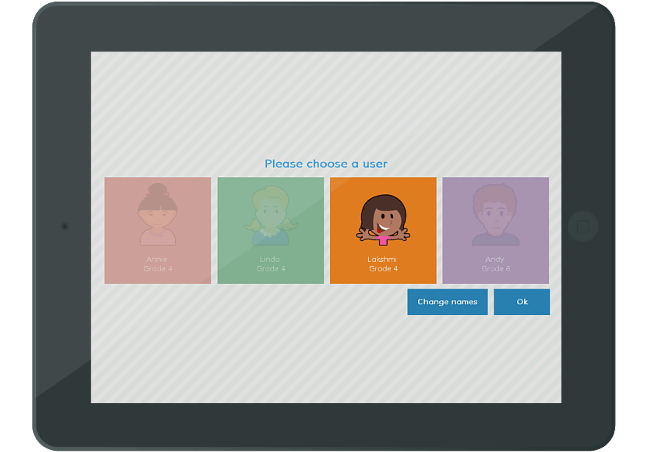 Please choose a user
Annie
Grade 4
Linda
Grade 4
Lakshmi
Grade 4
Andy
Grade 6
Change names
Ok